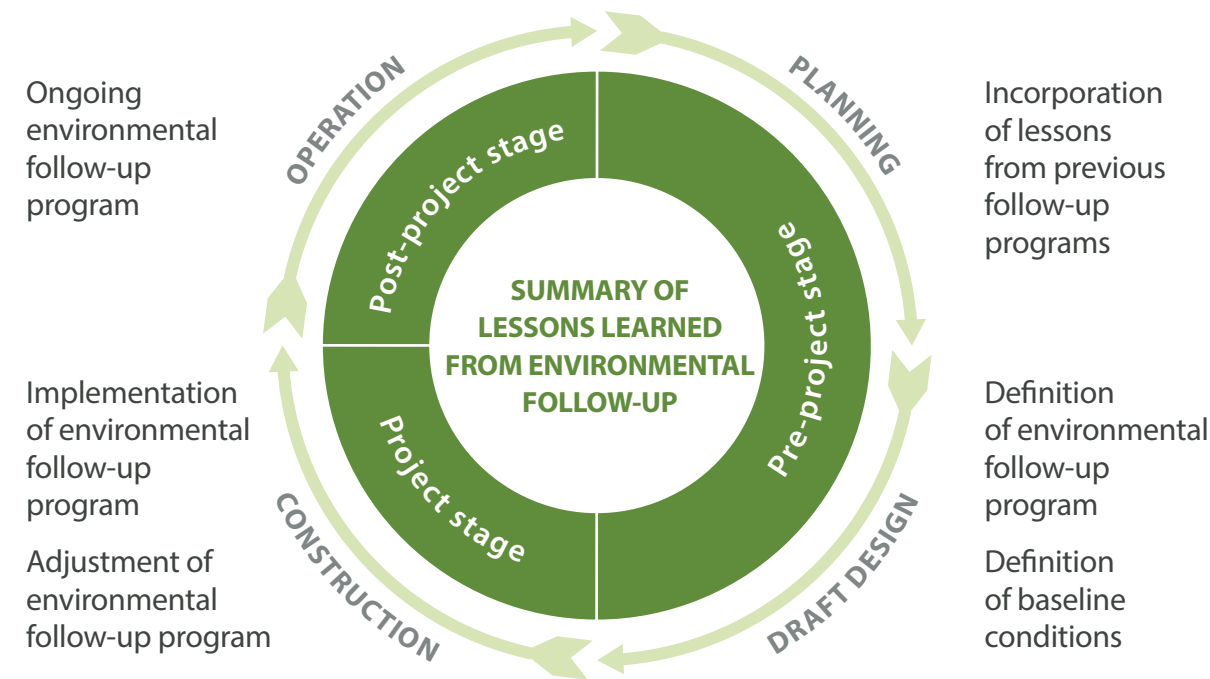 Ongoing
environmental
follow-up
program
OPERATION
PLANNING
Incorporation
of lessons
from previous
follow-up
programs
Post-project stage
Pre-project stage
SUMMARY OF
LESSONS LEARNED
FROM ENVIRONMENTAL
FOLLOW-UP
Project stage
Implementation
of environmental
follow-up
program
Adjustment of
environmental
follow-up program
CONSTRUCTION
DRAFT DESIGN
Definition
of environmental
follow-up
program
Definition
of baseline
conditions